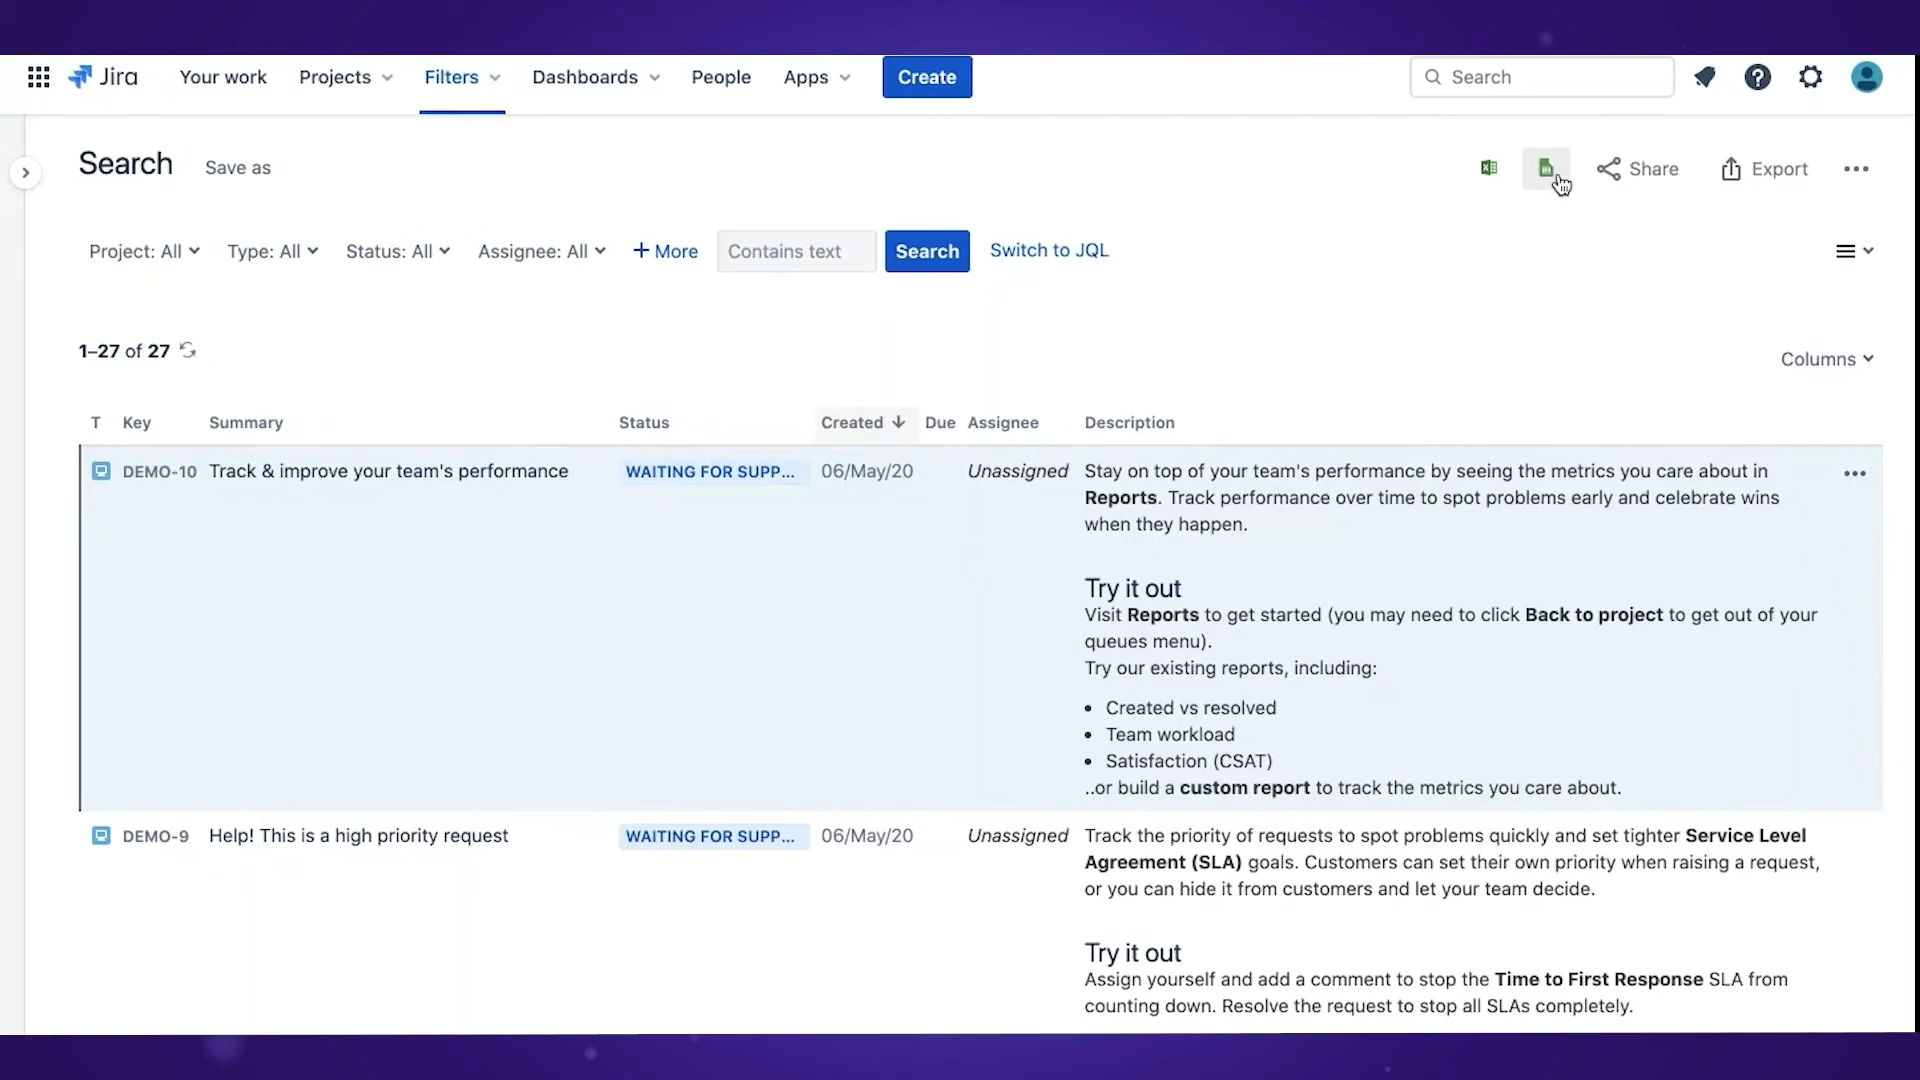 Jira Your work Projects Filters Dashboards People Apps Create Search
Search Save as Share Export
Project: All Type: All Status: All Assignee: All + More Contains text Search Switch to JQL
1–27 of 27
Columns
T Key Summary Status Created Due Assignee Description
DEMO-10 Track & improve your team's performance WAITING FOR SUPP... 06/May/20 Unassigned Stay on top of your team's performance by seeing the metrics you care about in
Reports. Track performance over time to spot problems early and celebrate wins
when they happen.
Try it out
Visit Reports to get started (you may need to click Back to project to get out of your
queues menu).
Try our existing reports, including:
• Created vs resolved
• Team workload
• Satisfaction (CSAT)
..or build a custom report to track the metrics you care about.
DEMO-9 Help! This is a high priority request WAITING FOR SUPP... 06/May/20 Unassigned Track the priority of requests to spot problems quickly and set tighter Service Level
Agreement (SLA) goals. Customers can set their own priority when raising a request,
or you can hide it from customers and let your team decide.
Try it out
Assign yourself and add a comment to stop the Time to First Response SLA from
counting down. Resolve the request to stop all SLAs completely.